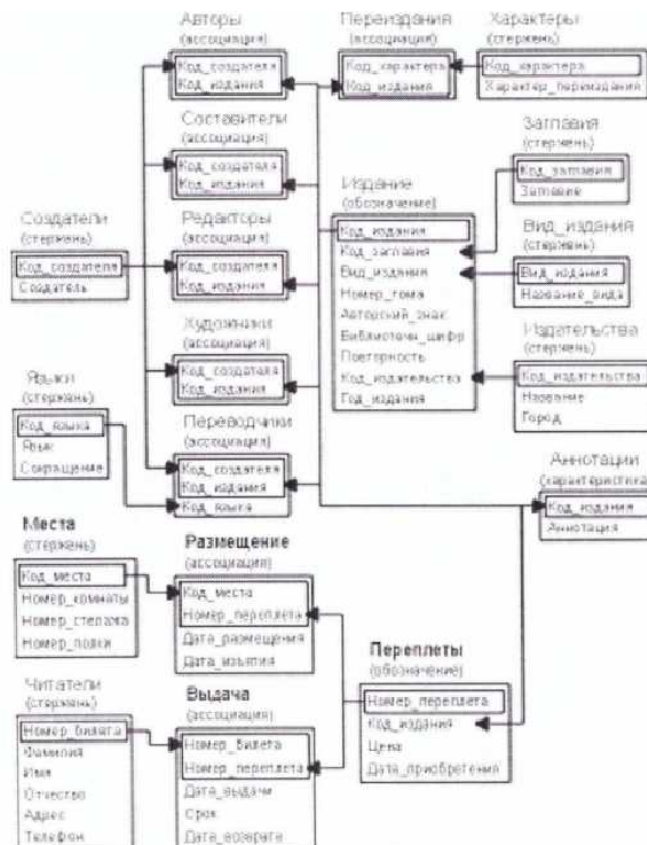 Авторы
(ассоциация)
Код_создателя
Код_издания
Переиздания
(ассоциация)
Код_характера
Код_издания
Характеры
(стержень)
Код_характера
Характер_переиздания
Составители
(ассоциация)
Код_создателя
Код_издания
Заглавия
(стержень)
Код_заглавия
Заглавие
Создатели
(стержень)
Код_создателя
Создатель
Редакторы
(ассоциация)
Код_создателя
Код_издания
Издание
(обозначение)
Код_издания
Код_заглавия
Вид_издания
Номер_тома
Авторский_знак
Библиотечн_шифр
Повторность
Код_издательства
Год_издания
Вид_издания
(стержень)
Вид_издания
Название_вида
Художники
(ассоциация)
Код_создателя
Код_издания
Издательства
(стержень)
Код_издательства
Название
Город
Языки
(стержень)
Код_языка
Язык
Сокращение
Переводчики
(ассоциация)
Код_создателя
Код_издания
Код_языка
Аннотации
(характеристика
Код_издания
Аннотация
Места
(стержень)
Код_места
Номер_комнаты
Номер_стелажа
Номер_полки
Размещение
(ассоциация)
Код_места
Номер_переплета
Дата_размещения
Дата_изъятия
Переплеты
(обозначение)
Номер_переплета
Код_издания
Цена
Дата_приобретения
Читатели
(стержень)
Номер_билета
Фамилия
Имя
Отчество
Адрес
Телефон
Выдача
(ассоциация)
Номер_билета
Номер_переплета
Дата_выдачи
Срок
Дата_возврата